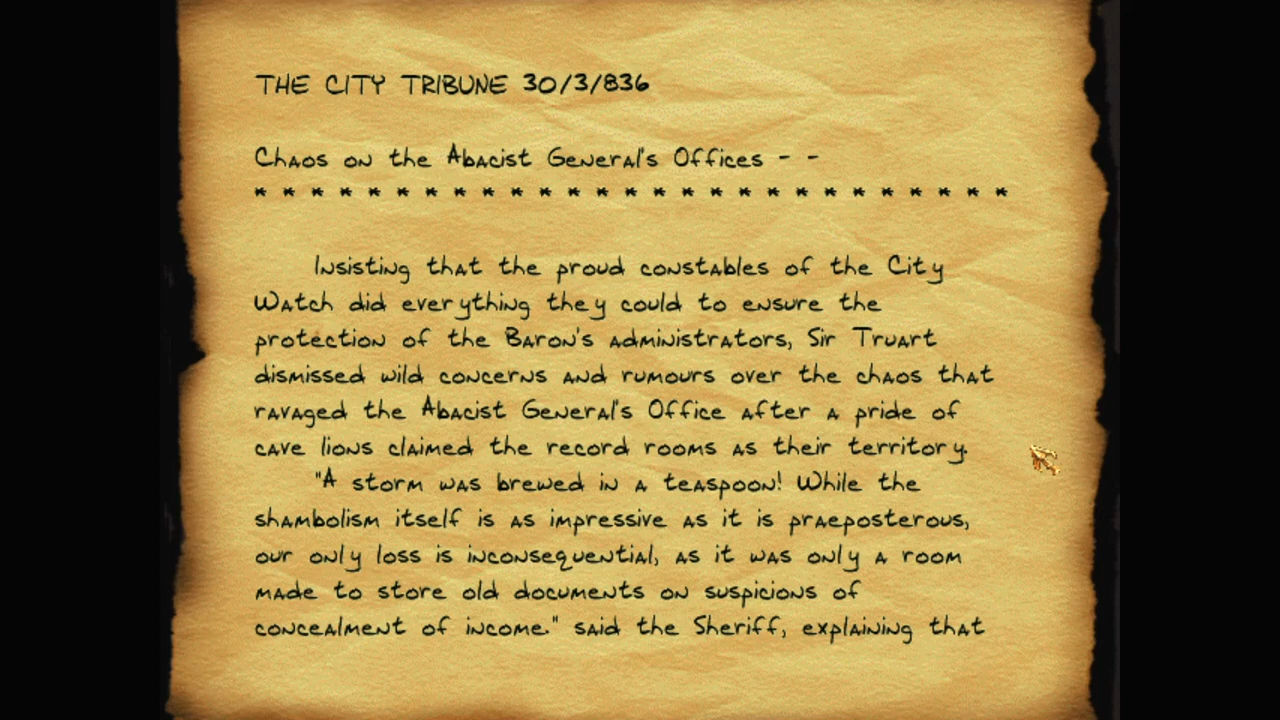 THE CITY TRIBUNE 30/3/836
Chaos on the Abacist General's Offices - -
* * * * * * * * * * * * * * * * * * * * * * * * * * *
Insisting that the proud constables of the City
Watch did everything they could to ensure the
protection of the Baron's administrators, Sir Truart
dismissed wild concerns and rumours over the chaos that
ravaged the Abacist General's Office after a pride of
cave lions claimed the record rooms as their territory.
"A storm was brewed in a teaspoon! While the
shambolism itself is as impressive as it is praeposterous,
our only loss is inconsequential, as it was only a room
made to store old documents on suspicions of
concealment of income." said the Sheriff, explaining that